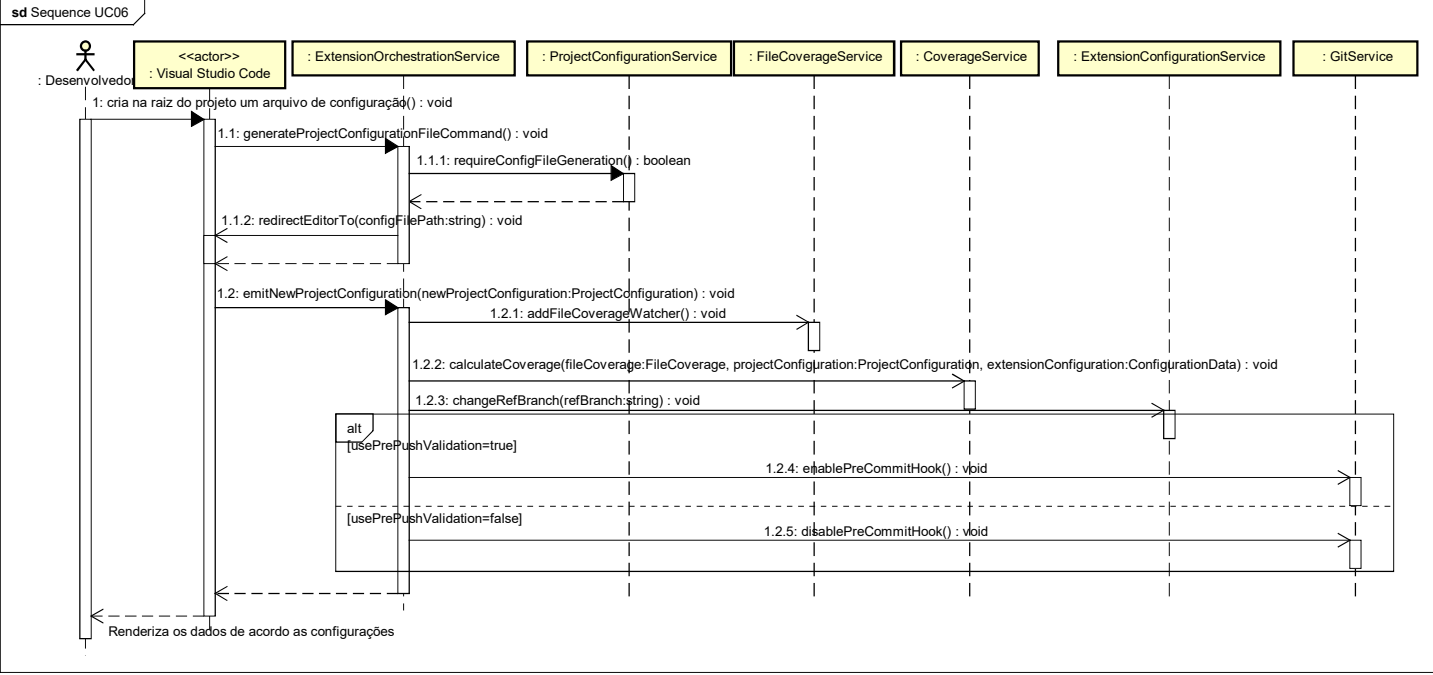 sd Sequence UC06
: Desenvolvedor
<<actor>>
: Visual Studio Code
: ExtensionOrchestrationService
: ProjectConfigurationService
: FileCoverageService
: CoverageService
: ExtensionConfigurationService
: GitService
1: cria na raiz do projeto um arquivo de configuração() : void
1.1: generateProjectConfigurationFileCommand() : void
1.1.1: requireConfigFileGeneration() : boolean
1.1.2: redirectEditorTo(configFilePath:string) : void
1.2: emitNewProjectConfiguration(newProjectConfiguration:ProjectConfiguration) : void
1.2.1: addFileCoverageWatcher() : void
1.2.2: calculateCoverage(fileCoverage:FileCoverage, projectConfiguration:ProjectConfiguration, extensionConfiguration:ConfigurationData) : void
1.2.3: changeRefBranch(refBranch:string) : void
alt
[usePrePushValidation=true]
1.2.4: enablePreCommitHook() : void
[usePrePushValidation=false]
1.2.5: disablePreCommitHook() : void
Renderiza os dados de acordo as configurações